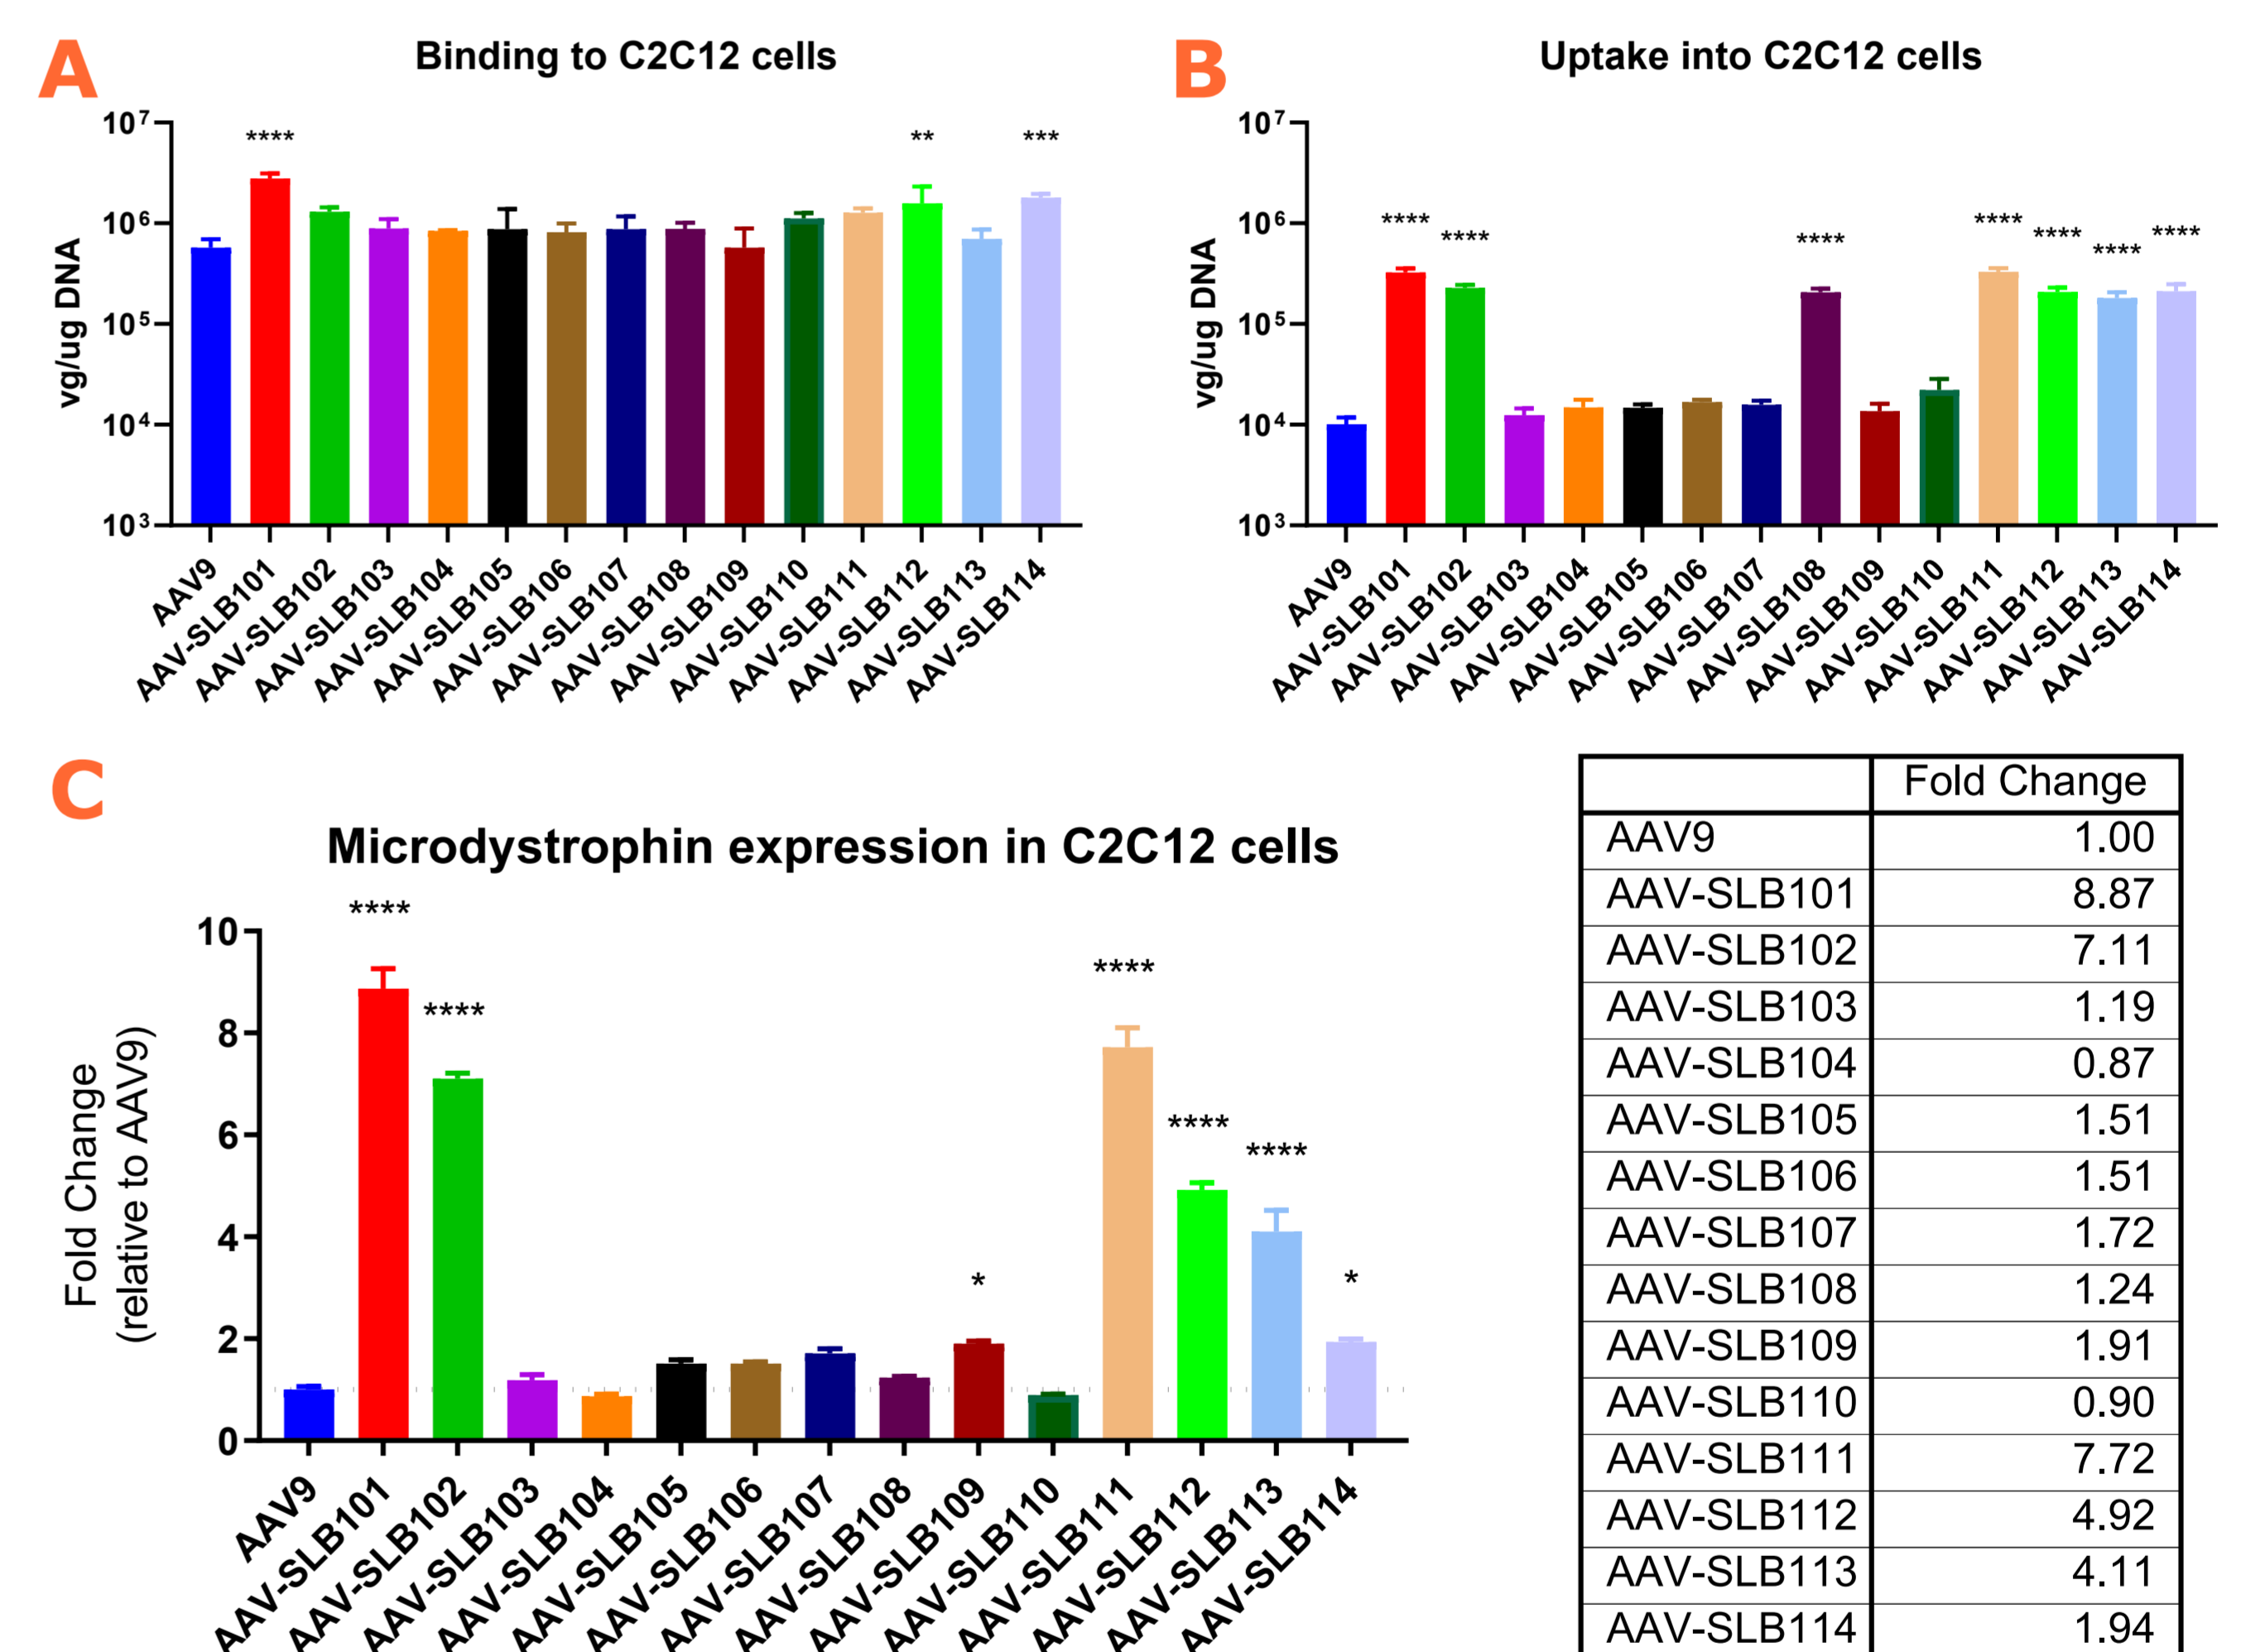 A
Binding to C2C12 cells
vg/ug DNA
10⁷
10⁶
10⁵
10⁴
10³
****
**
***
AAV9
AAV-SLB101
AAV-SLB102
AAV-SLB103
AAV-SLB104
AAV-SLB105
AAV-SLB106
AAV-SLB107
AAV-SLB108
AAV-SLB109
AAV-SLB110
AAV-SLB111
AAV-SLB112
AAV-SLB113
AAV-SLB114
B
Uptake into C2C12 cells
vg/ug DNA
10⁷
10⁶
10⁵
10⁴
10³
****
****
****
****
****
****
****
AAV9
AAV-SLB101
AAV-SLB102
AAV-SLB103
AAV-SLB104
AAV-SLB105
AAV-SLB106
AAV-SLB107
AAV-SLB108
AAV-SLB109
AAV-SLB110
AAV-SLB111
AAV-SLB112
AAV-SLB113
AAV-SLB114
C
Microdystrophin expression in C2C12 cells
Fold Change
(relative to AAV9)
10
8
6
4
2
0
****
****
*
****
****
****
*
AAV9
AAV-SLB101
AAV-SLB102
AAV-SLB103
AAV-SLB104
AAV-SLB105
AAV-SLB106
AAV-SLB107
AAV-SLB108
AAV-SLB109
AAV-SLB110
AAV-SLB111
AAV-SLB112
AAV-SLB113
AAV-SLB114
Fold Change
AAV9 1.00
AAV-SLB101 8.87
AAV-SLB102 7.11
AAV-SLB103 1.19
AAV-SLB104 0.87
AAV-SLB105 1.51
AAV-SLB106 1.51
AAV-SLB107 1.72
AAV-SLB108 1.24
AAV-SLB109 1.91
AAV-SLB110 0.90
AAV-SLB111 7.72
AAV-SLB112 4.92
AAV-SLB113 4.11
AAV-SLB114 1.94